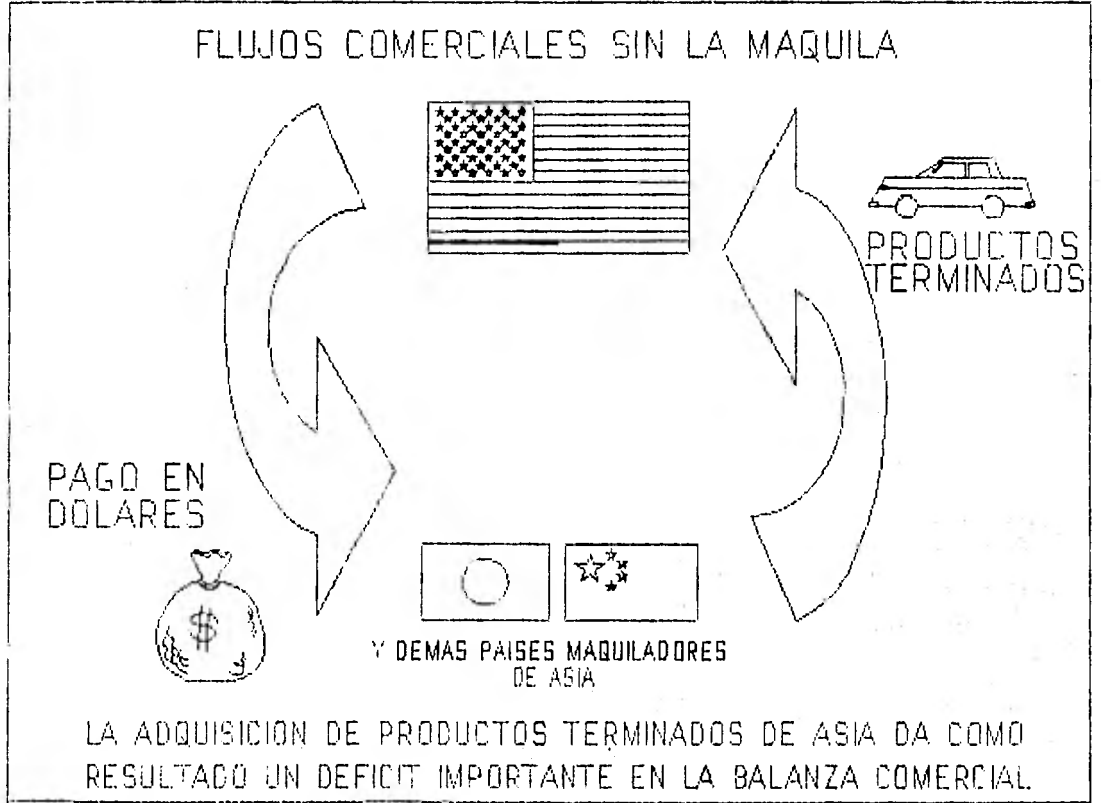 FLUJOS COMERCIALES SIN LA MAQUILA
PRODUCTOS
TERMINADOS
PAGO EN
DOLARES
$
Y DEMAS PAISES MAQUILADORES
DE ASIA
LA ADQUISICION DE PRODUCTOS TERMINADOS DE ASIA DA COMO
RESULTADO UN DEFICIT IMPORTANTE EN LA BALANZA COMERCIAL.